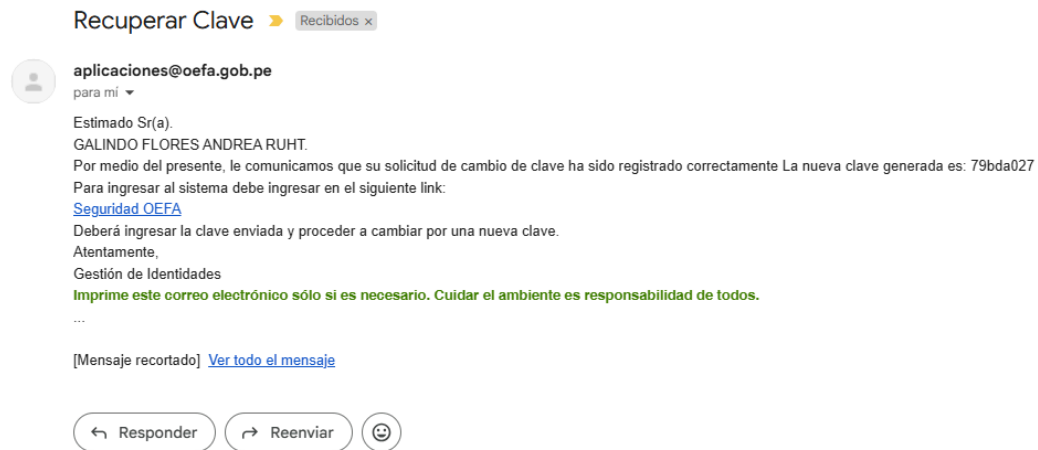 Recuperar Clave Recibidos x
aplicaciones@oefa.gob.pe
para mí
Estimado Sr(a).
GALINDO FLORES ANDREA RUHT.
Por medio del presente, le comunicamos que su solicitud de cambio de clave ha sido registrado correctamente La nueva clave generada es: 79bda027
Para ingresar al sistema debe ingresar en el siguiente link:
Seguridad OEFA
Deberá ingresar la clave enviada y proceder a cambiar por una nueva clave.
Atentamente,
Gestión de Identidades
Imprime este correo electrónico sólo si es necesario. Cuidar el ambiente es responsabilidad de todos.
...
[Mensaje recortado] Ver todo el mensaje
Responder Reenviar